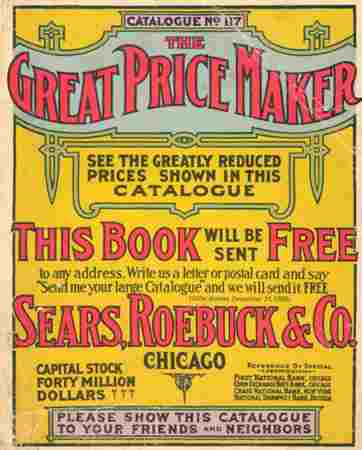 CATALOGUE No 117
THE
GREAT PRICE MAKER
SEE THE GREATLY REDUCED
PRICES SHOWN IN THIS
CATALOGUE
THIS BOOK WILL BE SENT FREE
to any address. Write us a letter or postal card and say
"Send me your large Catalogue" and we will send it FREE
SEARS, ROEBUCK & Co.
CHICAGO
CAPITAL STOCK
FORTY MILLION
DOLLARS
REFERENCE BY SPECIAL
FIRST NATIONAL BANK, CHICAGO
CORN EXCHANGE NAT'L BANK, CHICAGO
NATIONAL BANK, NEW YORK
NATIONAL SHAWMUT BANK, BOSTON
PLEASE SHOW THIS CATALOGUE
TO YOUR FRIENDS AND NEIGHBORS